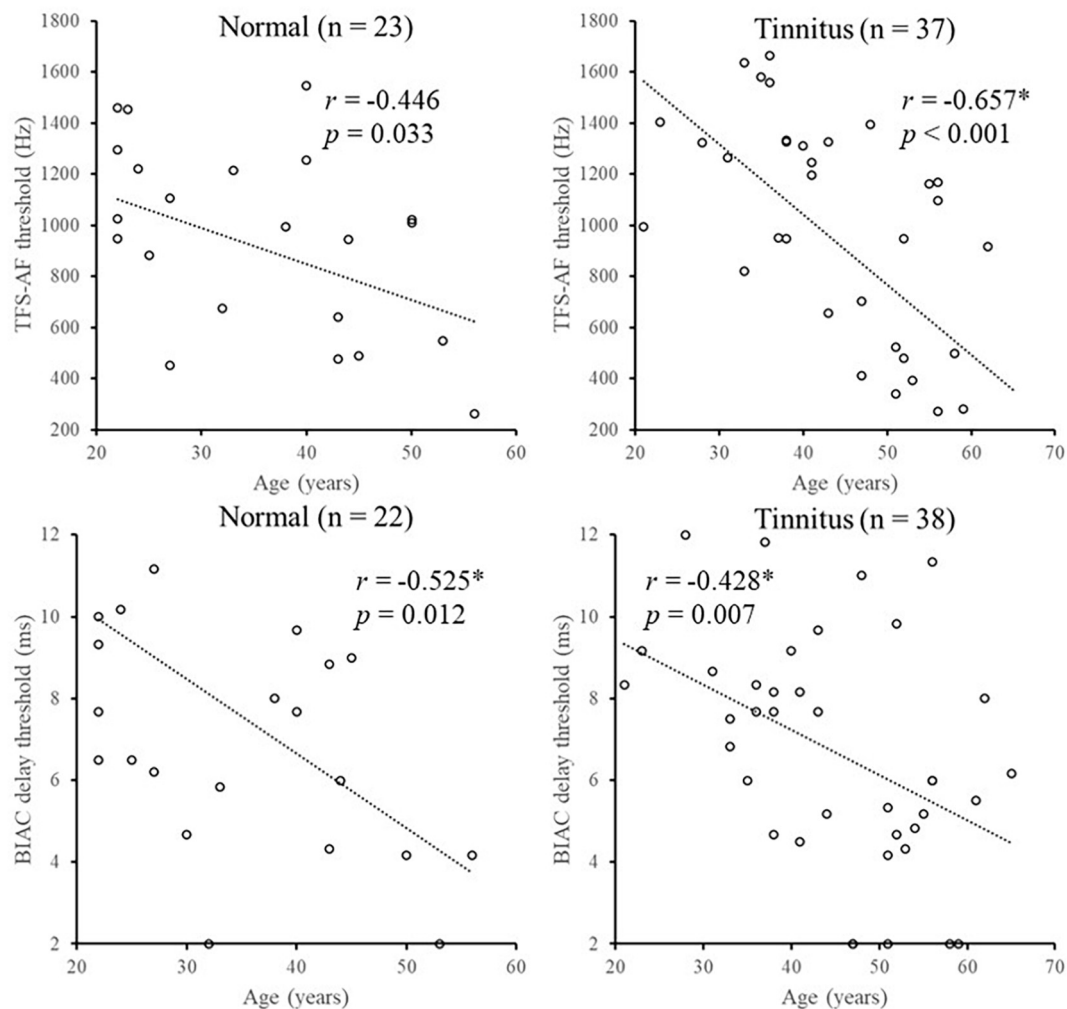 Normal (n = 23)
r = -0.446
p = 0.033
TFS-AF threshold (Hz)
1800
1600
1400
1200
1000
800
600
400
200
20 30 40 50 60
Age (years)
Tinnitus (n = 37)
r = -0.657*
p < 0.001
TFS-AF threshold (Hz)
1800
1600
1400
1200
1000
800
600
400
200
20 30 40 50 60 70
Age (years)
Normal (n = 22)
r = -0.525*
p = 0.012
BIAC delay threshold (ms)
12
10
8
6
4
2
20 30 40 50 60
Age (years)
Tinnitus (n = 38)
r = -0.428*
p = 0.007
BIAC delay threshold (ms)
12
10
8
6
4
2
20 30 40 50 60 70
Age (years)